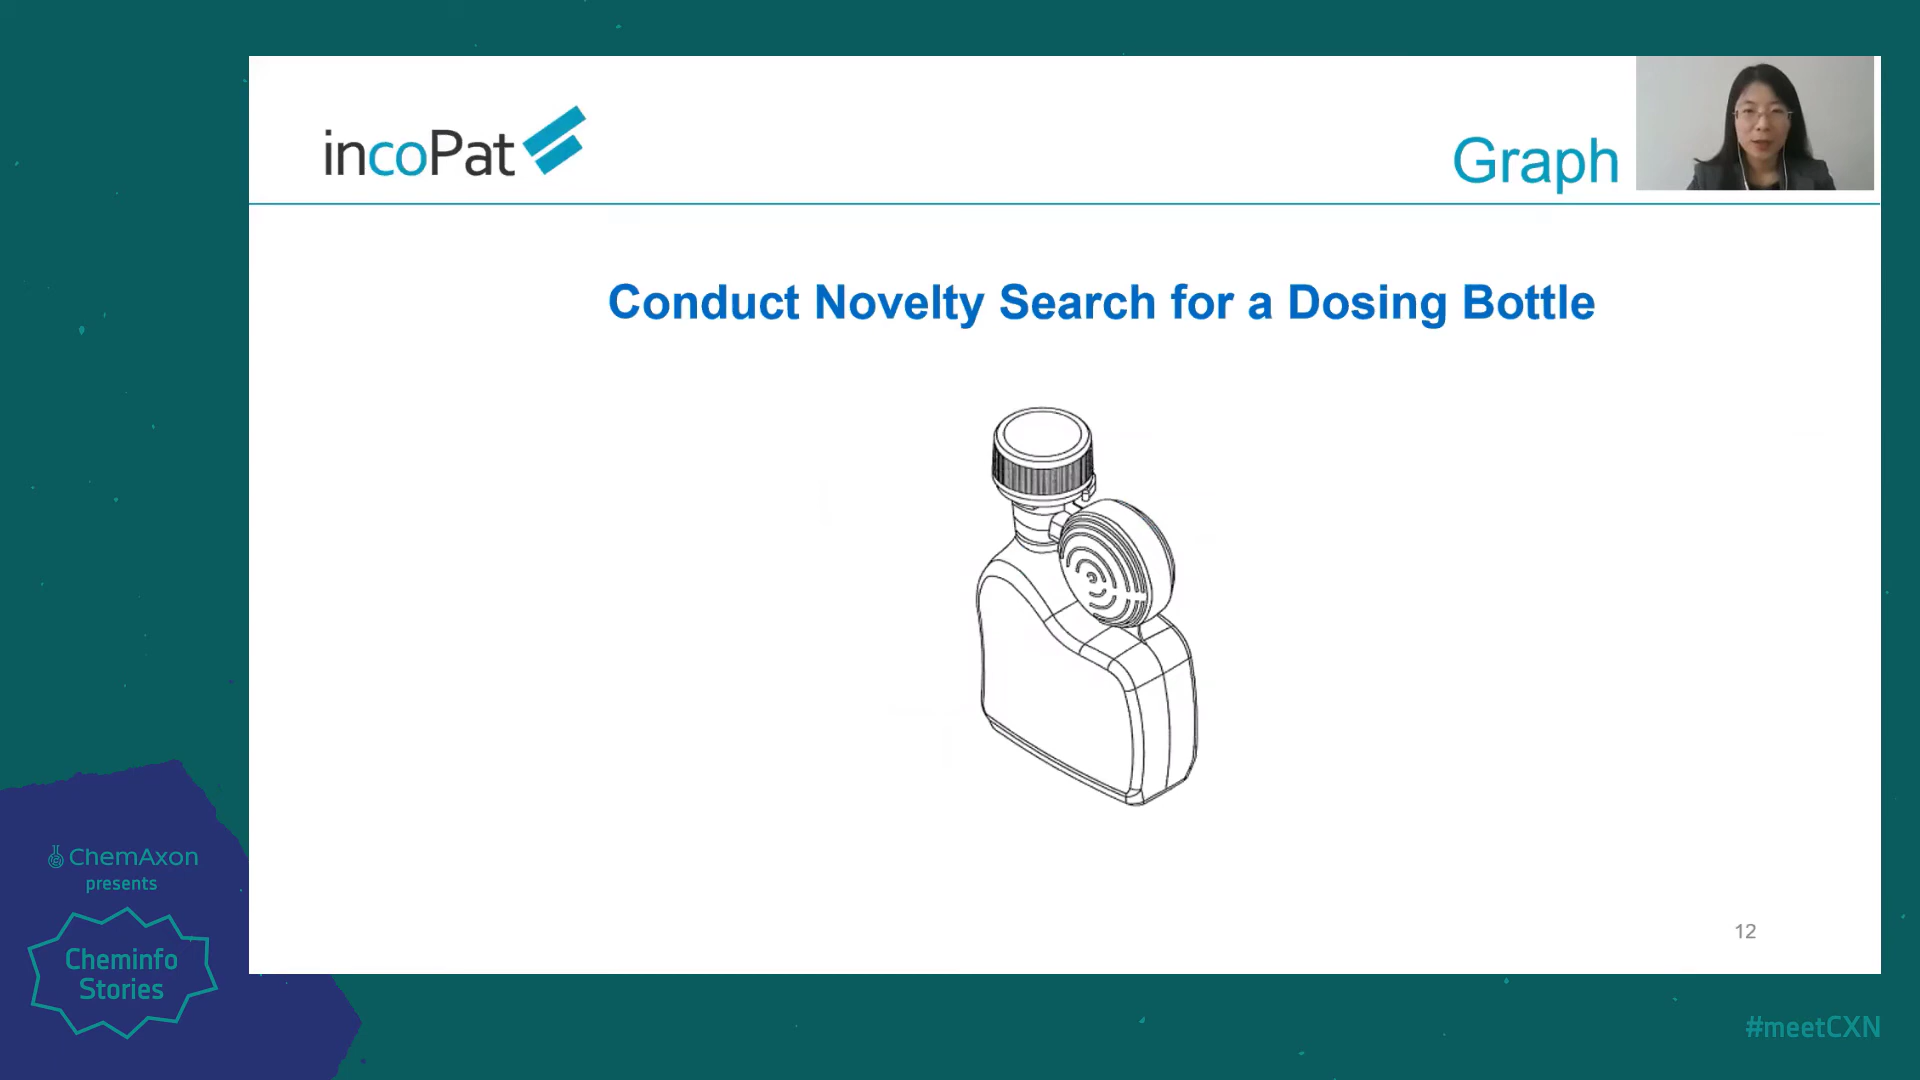 incoPat
Graph
Conduct Novelty Search for a Dosing Bottle
12
ChemAxon
presents
Cheminfo
Stories
#meetCXN